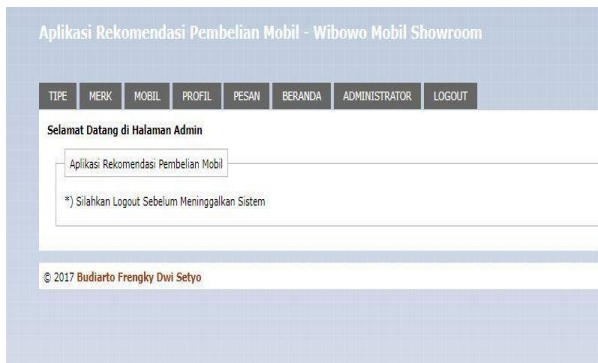 Aplikasi Rekomendasi Pembelian Mobil - Wibowo Mobil Showroom
TIPE MERK MOBIL PROFIL PESAN BERANDA ADMINISTRATOR LOGOUT
Selamat Datang di Halaman Admin
Aplikasi Rekomendasi Pembelian Mobil
*) Silahkan Logout Sebelum Meninggalkan Sistem
© 2017 Budiarto Frengky Dwi Setyo